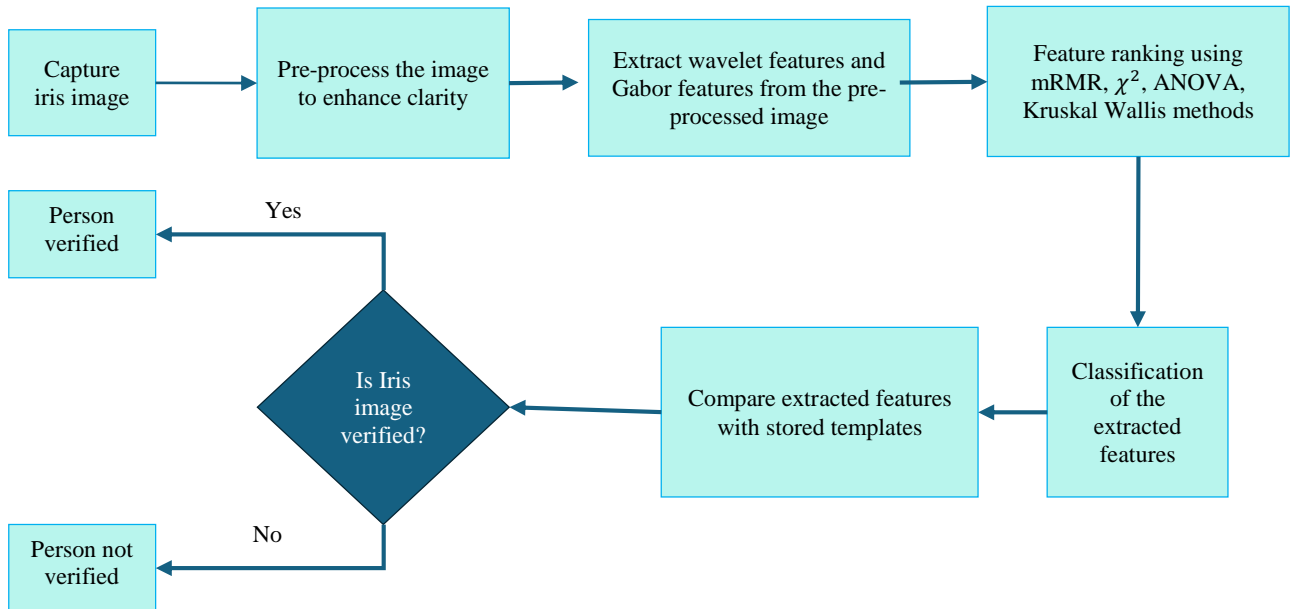 Capture
iris image
Pre-process the image
to enhance clarity
Extract wavelet features and
Gabor features from the pre-
processed image
Feature ranking using
mRMR, χ², ANOVA,
Kruskal Wallis methods
Classification
of the
extracted
features
Compare extracted features
with stored templates
Is Iris
image
verified?
Yes
Person
verified
No
Person not
verified